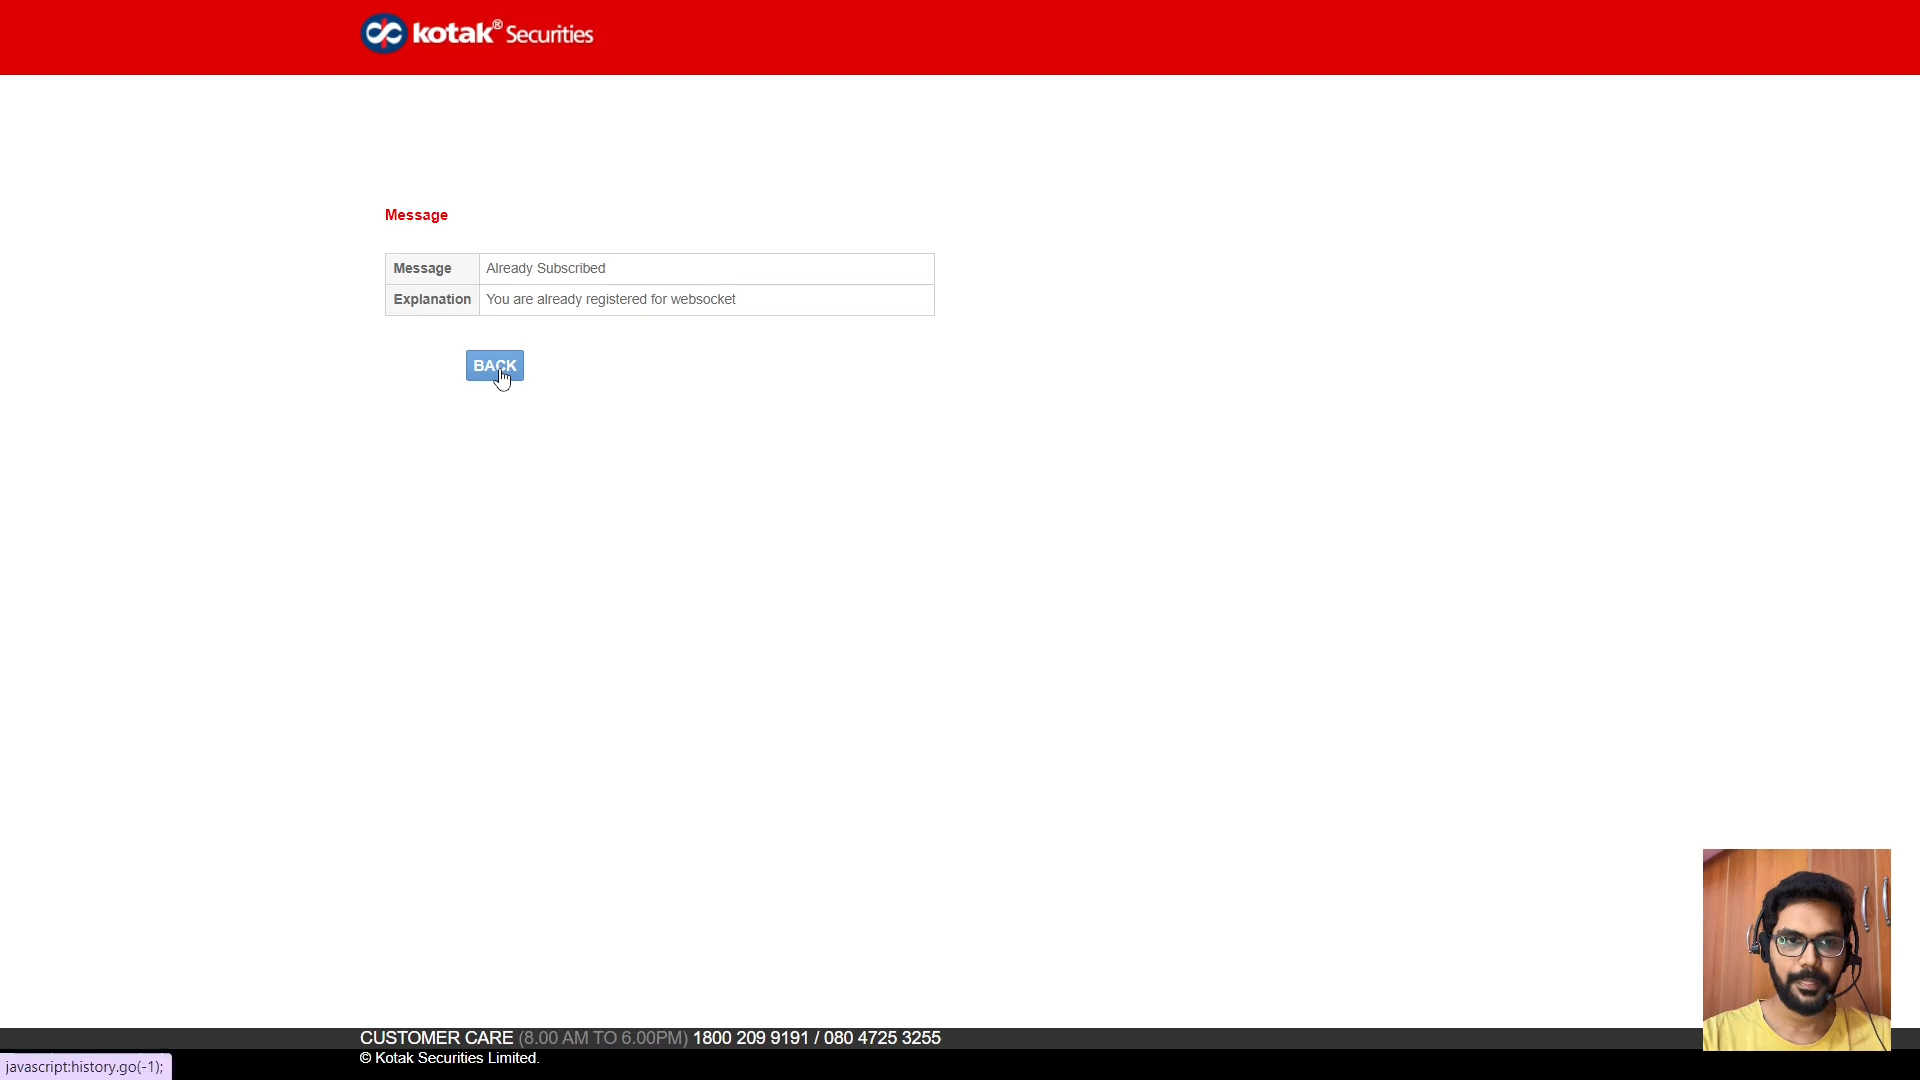 kotak® Securities
Message
Message Already Subscribed
Explanation You are already registered for websocket
BACK
CUSTOMER CARE (8.00 AM TO 6.00PM) 1800 209 9191 / 080 4725 3255
© Kotak Securities Limited.
javascript:history.go(-1);